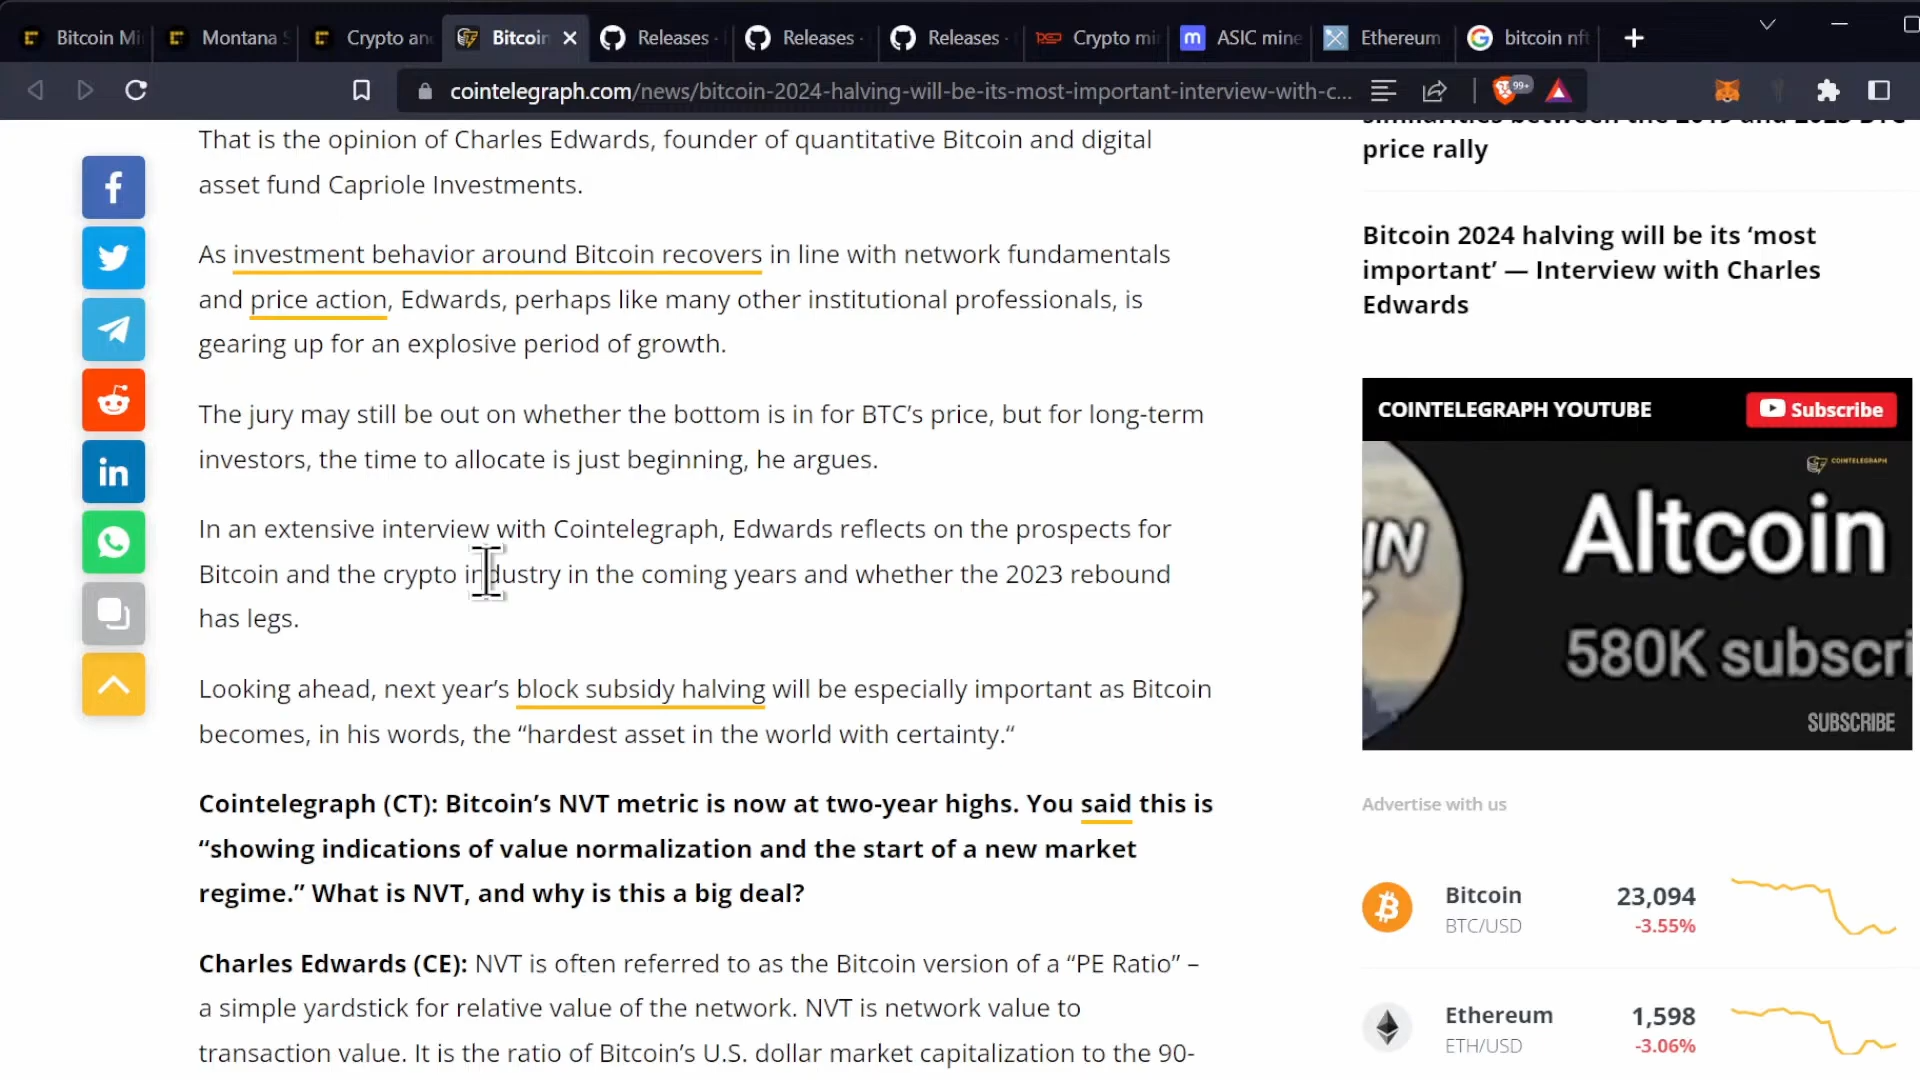 Bitcoin Mi
Montana S
Crypto an
Bitcoin
Releases ·
Releases ·
Releases ·
Crypto mi
ASIC mine
Ethereum
bitcoin nft
cointelegraph.com/news/bitcoin-2024-halving-will-be-its-most-important-interview-with-c...
99+
That is the opinion of Charles Edwards, founder of quantitative Bitcoin and digital
asset fund Capriole Investments.
As investment behavior around Bitcoin recovers in line with network fundamentals
and price action, Edwards, perhaps like many other institutional professionals, is
gearing up for an explosive period of growth.
The jury may still be out on whether the bottom is in for BTC’s price, but for long-term
investors, the time to allocate is just beginning, he argues.
In an extensive interview with Cointelegraph, Edwards reflects on the prospects for
Bitcoin and the crypto industry in the coming years and whether the 2023 rebound
has legs.
Looking ahead, next year’s block subsidy halving will be especially important as Bitcoin
becomes, in his words, the “hardest asset in the world with certainty.“
Cointelegraph (CT): Bitcoin’s NVT metric is now at two-year highs. You said this is
“showing indications of value normalization and the start of a new market
regime.” What is NVT, and why is this a big deal?
Charles Edwards (CE): NVT is often referred to as the Bitcoin version of a “PE Ratio” –
a simple yardstick for relative value of the network. NVT is network value to
transaction value. It is the ratio of Bitcoin’s U.S. dollar market capitalization to the 90-
similarities between the 2019 and 2023 BTC
price rally
Bitcoin 2024 halving will be its ‘most
important’ — Interview with Charles
Edwards
COINTELEGRAPH YOUTUBE
Subscribe
COINTELEGRAPH
IN
Altcoin
580K subscri
SUBSCRIBE
Advertise with us
Bitcoin 23,094
BTC/USD -3.55%
Ethereum 1,598
ETH/USD -3.06%